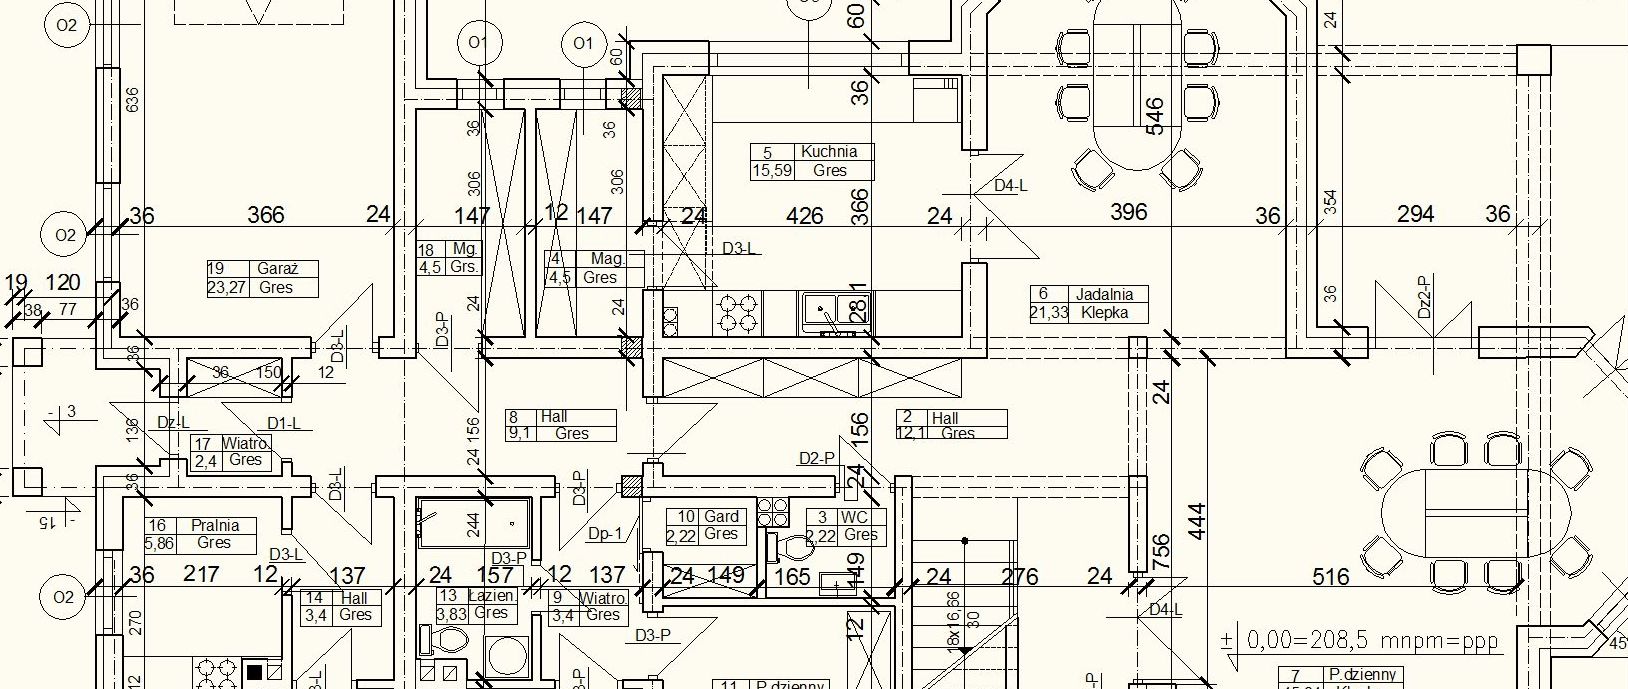 O2
O1
O1
60
60
24
636
36
36
36
546
5 Kuchnia
15,59 Gres
306
306
366
354
D4-L
36 366 24 147 12 147 24 426 24 396 36 294 36
O2
18 Mg.
4,5 Grs.
4 Mag.
4,5 Gres
D3-L
19 Garaż
23,27 Gres
6 Jadalnia
21,33 Klepka
19 120
38 77 36
24
24
28.1
36
Dz2-P
D3-L
D3-P
36
36 150 12
24
3
136
Dz-L
D1-L
8 Hall
9,1 Gres
2 Hall
12,1 Gres
156
156
17 Wiatro.
2,4 Gres
24
D2-P
24
36
D3-L
D3-P
15
16 Pralnia
5,86 Gres
244
10 Gard
2,22 Gres
3 WC
2,22 Gres
444
756
Dp-1
D3-L
D3-P
O2
36 217 12 137 24 157 12 137 24 149 165 149 24 276 24 516
14 Hall
3,4 Gres
13 Łazien.
3,83 Gres
9 Wiatro.
3,4 Gres
D4-L
270
16x16,66
30
12
D3-P
± 0,00=208,5 mnpm=ppp
45
7 P.dzienny
11 P.dzienny
12